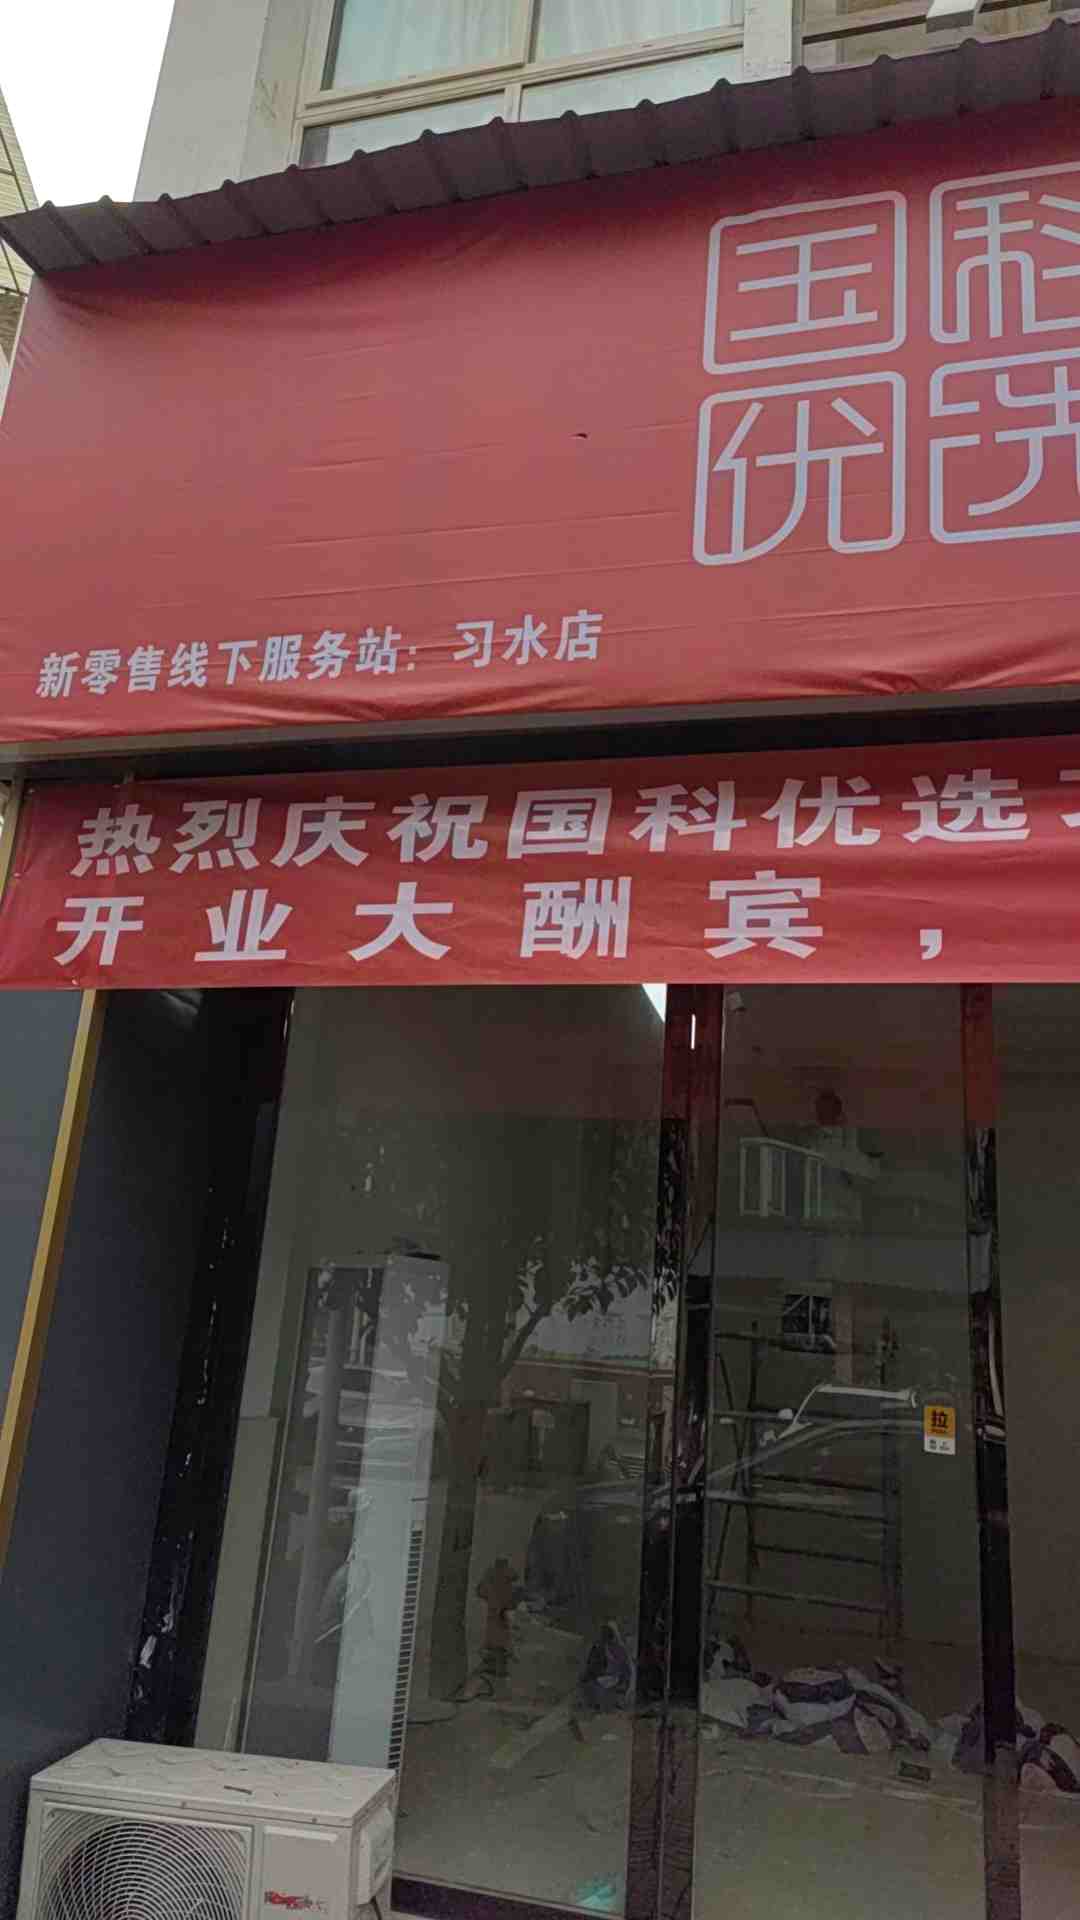 国科
优选
新零售线下服务站：习水店
热烈庆祝国科优选
开业大酬宾，
拉